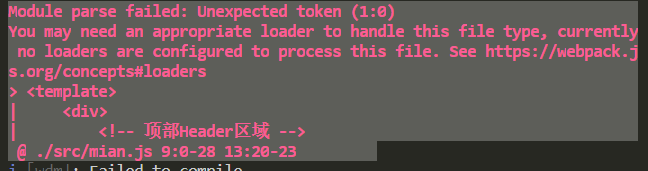 Module parse failed: Unexpected token (1:0)
You may need an appropriate loader to handle this file type, currently
 no loaders are configured to process this file. See https://webpack.j
s.org/concepts#loaders
> <template>
|     <div>
|         <!-- 顶部Header区域 -->
 @ ./src/mian.js 9:0-28 13:20-23
i [wdm]: Failed to compile.